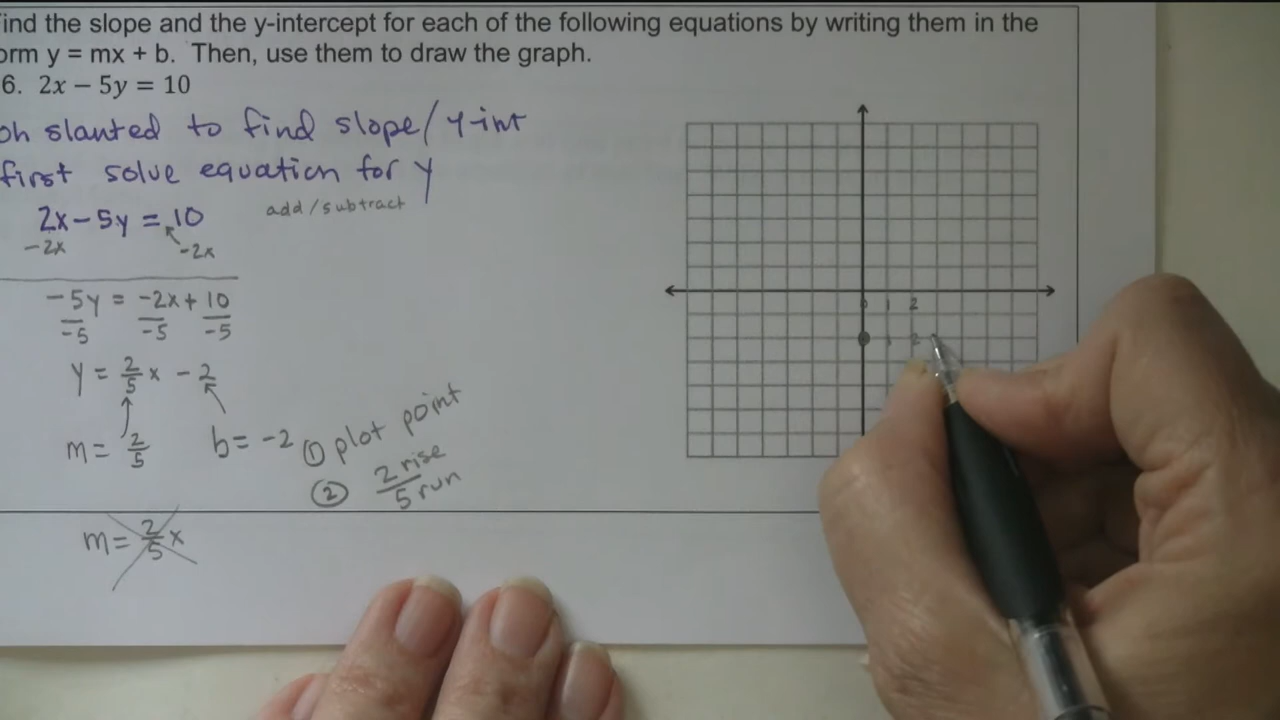 ind the slope and the y-intercept for each of the following equations by writing them in the
orm y = mx + b. Then, use them to draw the graph.
6. 2x − 5y = 10
ph slanted to find slope/y-int
first solve equation for y
2x − 5y = 10 add/subtract
−2x −2x
−5y = −2x + 10
−5 −5 −5
y = 2/5 x − 2
m = 2/5 b = −2
① plot point
② 2 rise
5 run
m = 2/5 x
0 1 2
1 2